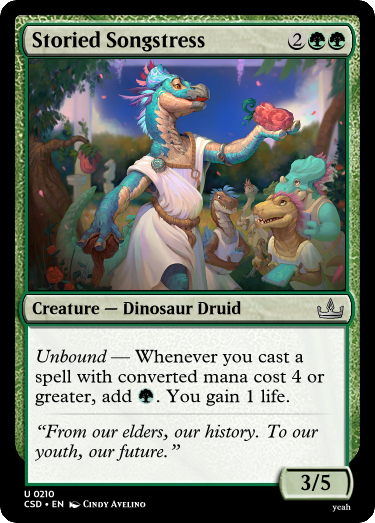 Storied Songstress 2
Creature — Dinosaur Druid
Unbound — Whenever you cast a
spell with converted mana cost 4 or
greater, add . You gain 1 life.
“From our elders, our history. To our
youth, our future.”
3/5
U 0210
CSD • EN Cindy Avelino
yeah